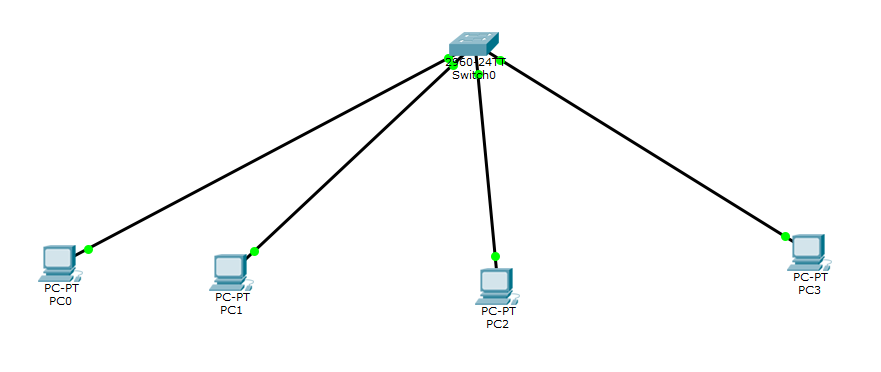 2960-24TT
Switch0
PC-PT
PC0
PC-PT
PC1
PC-PT
PC2
PC-PT
PC3